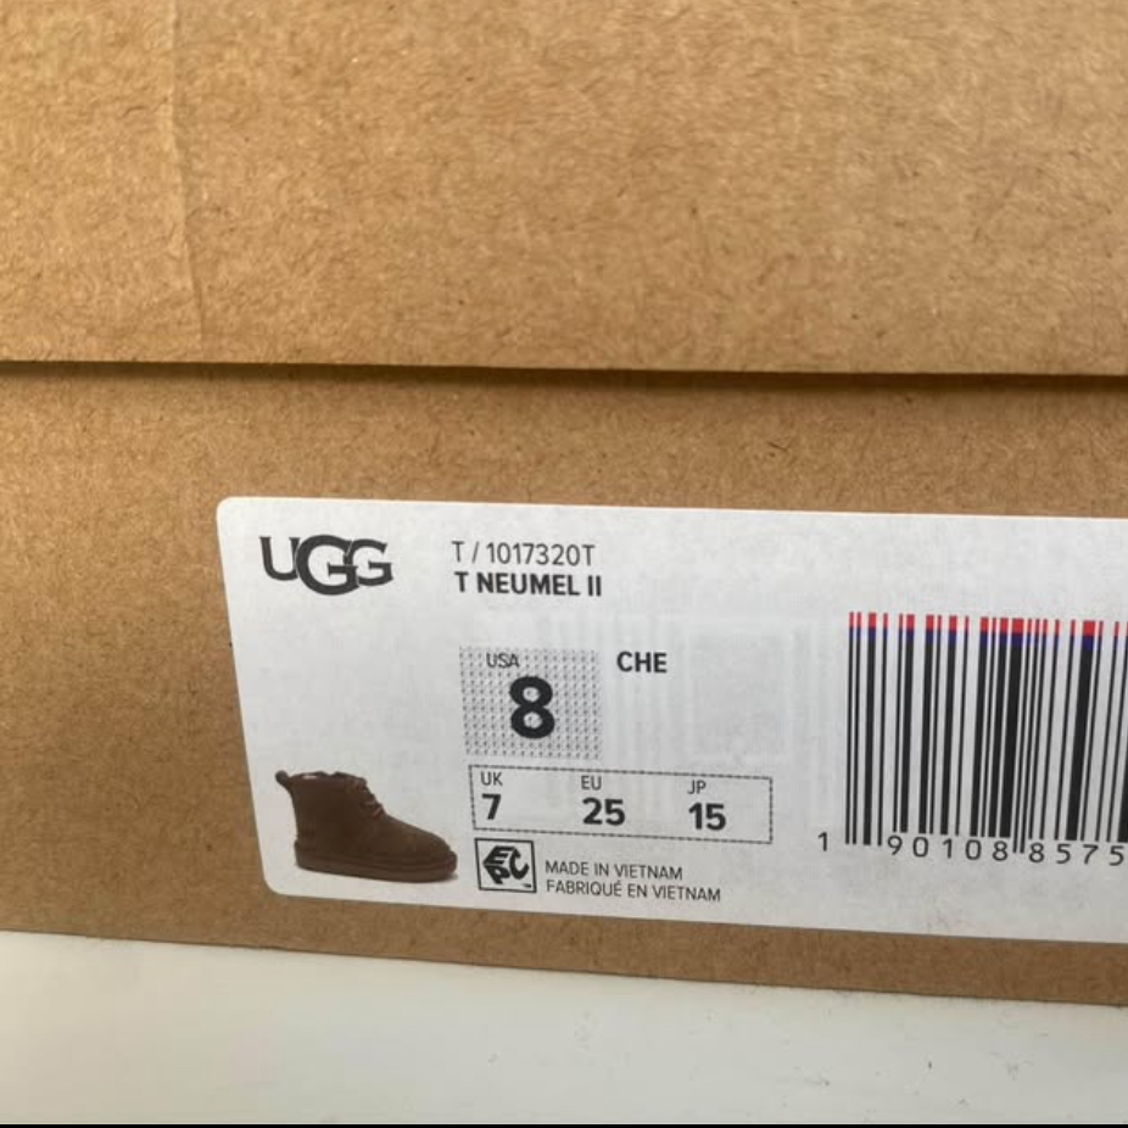 UGG
T / 1017320T
T NEUMEL II
USA
8
CHE
UK EU JP
7 25 15
EPC
MADE IN VIETNAM
FABRIQUÉ EN VIETNAM
1 90108 8575